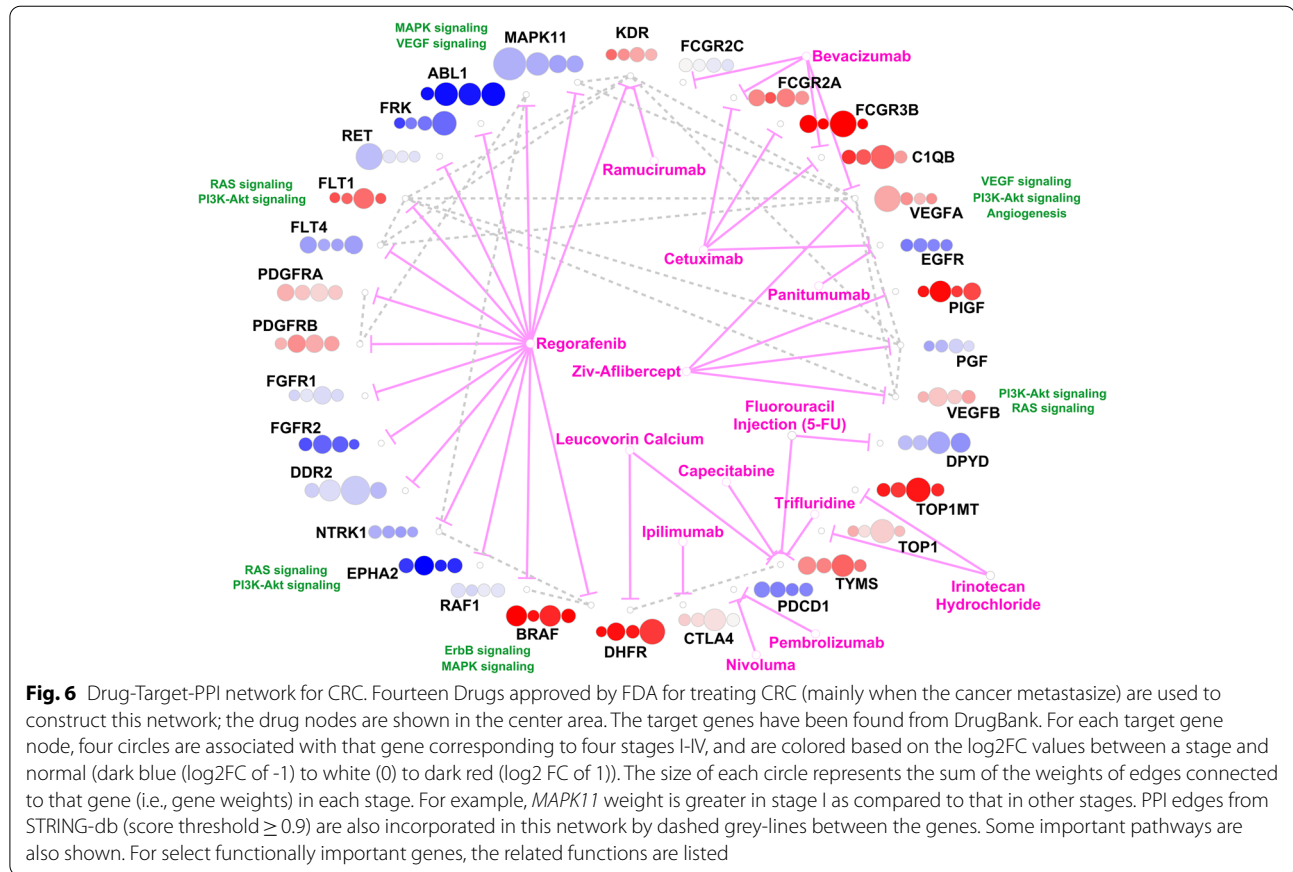 MAPK signaling
VEGF signaling
MAPK11
KDR
FCGR2C
Bevacizumab
ABL1
FCGR2A
FRK
FCGR3B
RET
C1QB
Ramucirumab
RAS signaling
PI3K-Akt signaling
FLT1
VEGF signaling
PI3K-Akt signaling
Angiogenesis
VEGFA
FLT4
Cetuximab
EGFR
PDGFRA
Panitumumab
PIGF
PDGFRB
Regorafenib
PGF
Ziv-Aflibercept
FGFR1
VEGFB
PI3K-Akt signaling
RAS signaling
FGFR2
Fluorouracil
Injection (5-FU)
Leucovorin Calcium
DPYD
DDR2
Capecitabine
TOP1MT
Trifluridine
NTRK1
Ipilimumab
TOP1
RAS signaling
PI3K-Akt signaling
EPHA2
TYMS
Irinotecan
Hydrochloride
RAF1
PDCD1
BRAF
DHFR
CTLA4
Pembrolizumab
ErbB signaling
MAPK signaling
Nivoluma
Fig. 6 Drug-Target-PPI network for CRC. Fourteen Drugs approved by FDA for treating CRC (mainly when the cancer metastasize) are used to
construct this network; the drug nodes are shown in the center area. The target genes have been found from DrugBank. For each target gene
node, four circles are associated with that gene corresponding to four stages I-IV, and are colored based on the log2FC values between a stage and
normal (dark blue (log2FC of -1) to white (0) to dark red (log2 FC of 1)). The size of each circle represents the sum of the weights of edges connected
to that gene (i.e., gene weights) in each stage. For example, MAPK11 weight is greater in stage I as compared to that in other stages. PPI edges from
STRING-db (score threshold ≥ 0.9) are also incorporated in this network by dashed grey-lines between the genes. Some important pathways are
also shown. For select functionally important genes, the related functions are listed